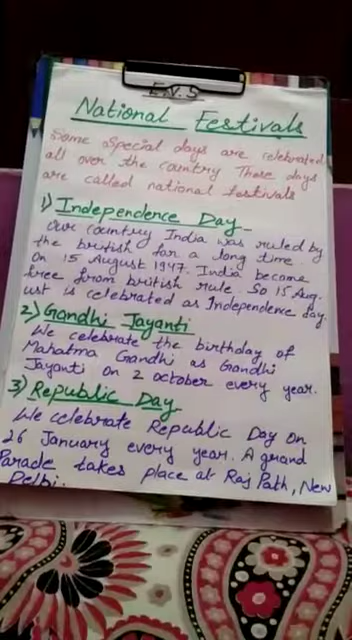 E.V.S
National Festivals
Some special days are celebrated
all over the country These days
are called national festivals
1) Independence Day-
Our country India was ruled by
the british for a long time.
On 15 August 1947. India become
free from british rule. So 15 Aug-
ust is celebrated as Independence day.
2) Gandhi Jayanti
We celebrate the birthday of
Mahatma Gandhi as Gandhi
Jayanti on 2 october every year.
3) Republic Day
We celebrate Republic Day on
26 January every year. A grand
Parade takes place at Raj Path, New
Delhi.